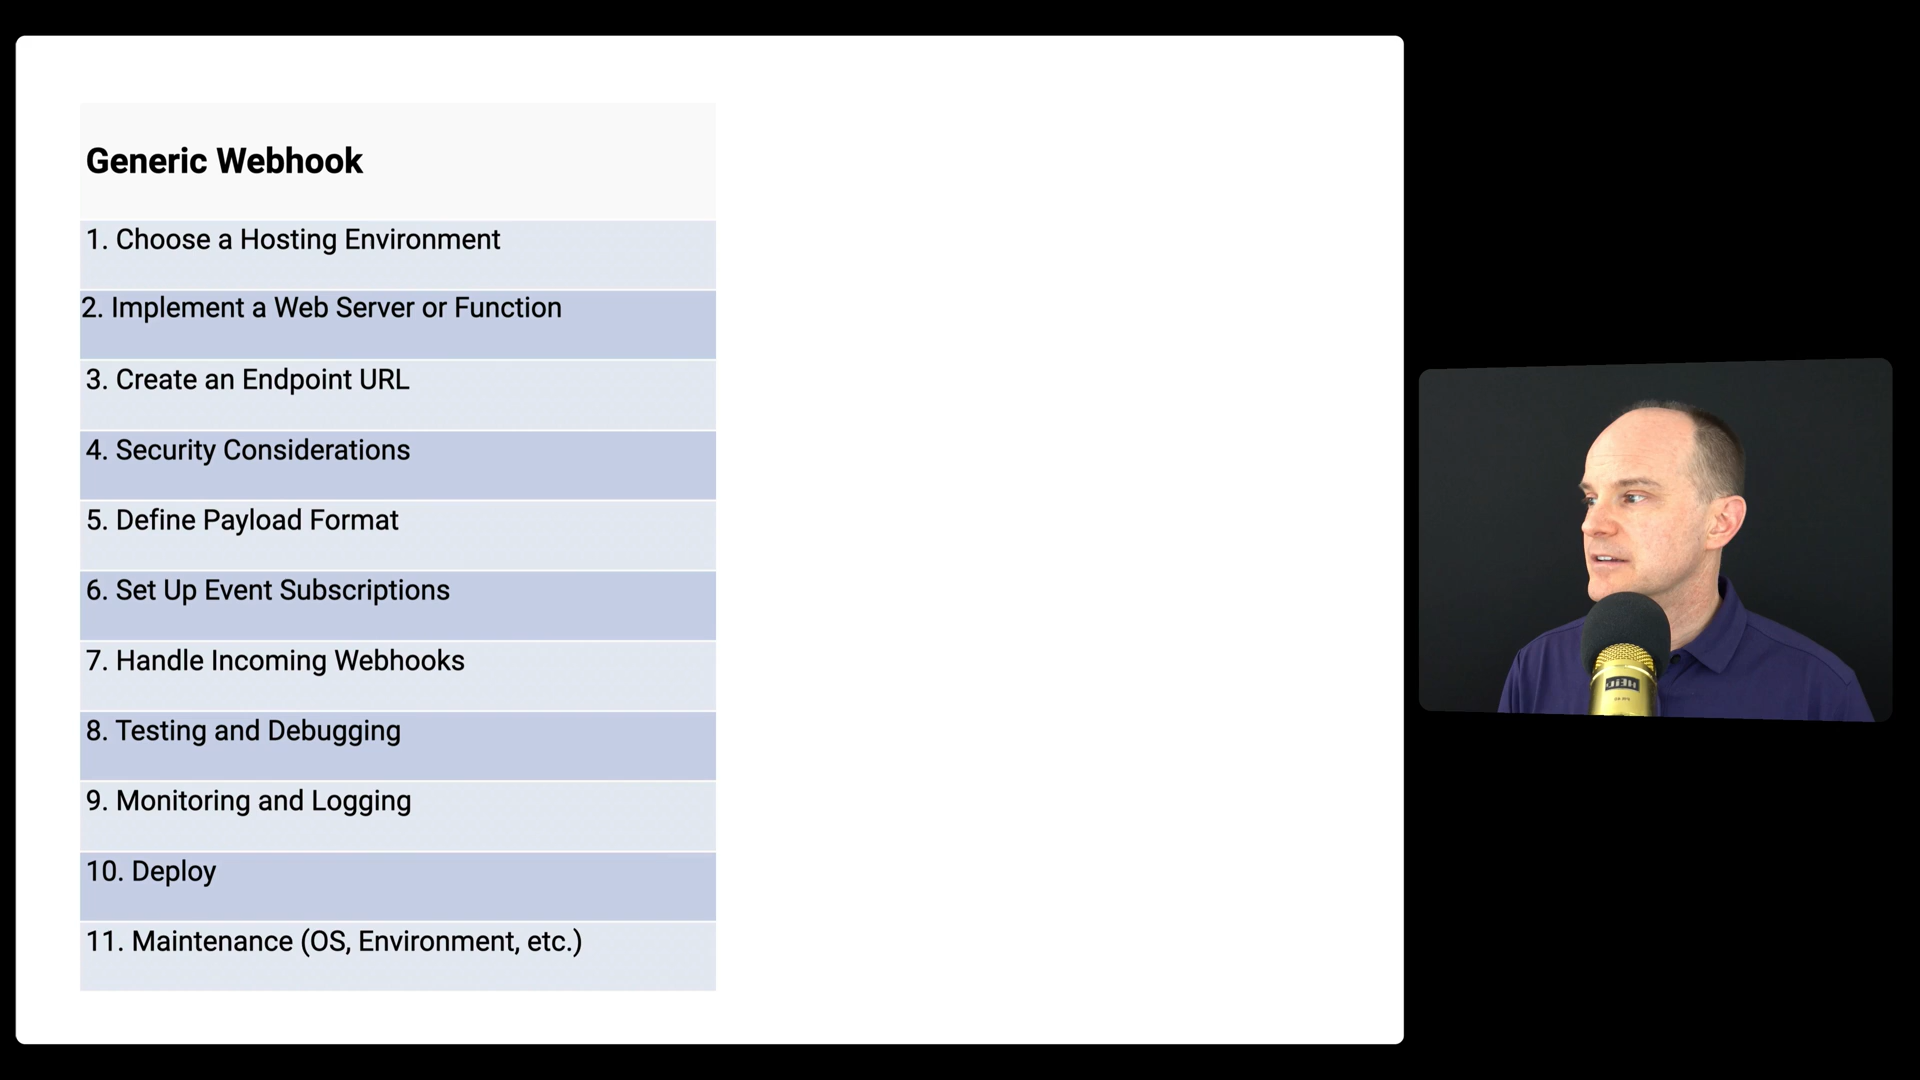 Generic Webhook
1. Choose a Hosting Environment
2. Implement a Web Server or Function
3. Create an Endpoint URL
4. Security Considerations
5. Define Payload Format
6. Set Up Event Subscriptions
7. Handle Incoming Webhooks
8. Testing and Debugging
9. Monitoring and Logging
10. Deploy
11. Maintenance (OS, Environment, etc.)